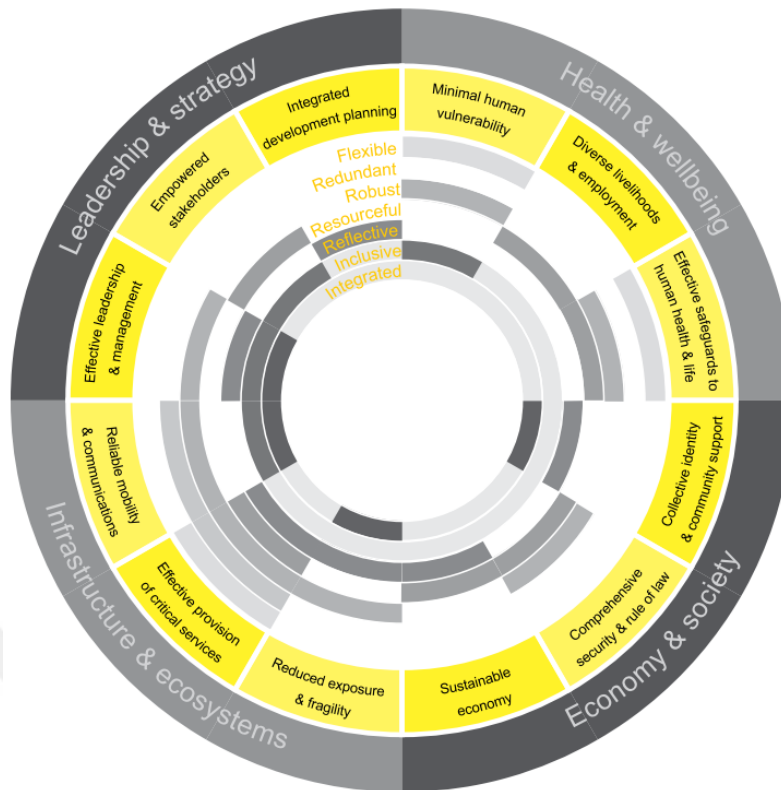 Leadership & strategy
Health & wellbeing
Economy & society
Infrastructure & ecosystems
Integrated
development planning
Minimal human
vulnerability
Diverse livelihoods
& employment
Effective safeguards to
human health & life
Collective identity
& community support
Comprehensive
security & rule of law
Sustainable
economy
Reduced exposure
& fragility
Effective provision
of critical services
Reliable mobility
& communications
Effective leadership
& management
Empowered
stakeholders
Flexible
Redundant
Robust
Resourceful
Reflective
Inclusive
Integrated